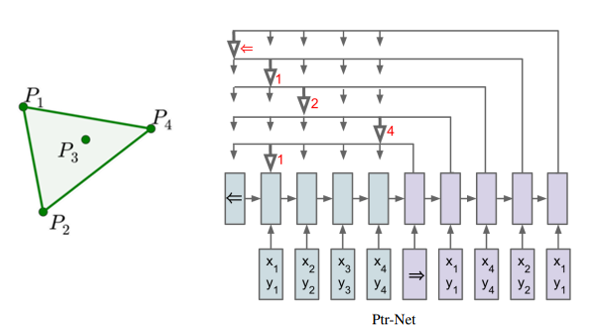 P₁
P₄
P₃
P₂
⇐
1
2
4
1
⇐
x₁ x₂ x₃ x₄ ⇒ x₁ x₄ x₂ x₁
y₁ y₂ y₃ y₄ y₁ y₄ y₂ y₁
Ptr-Net